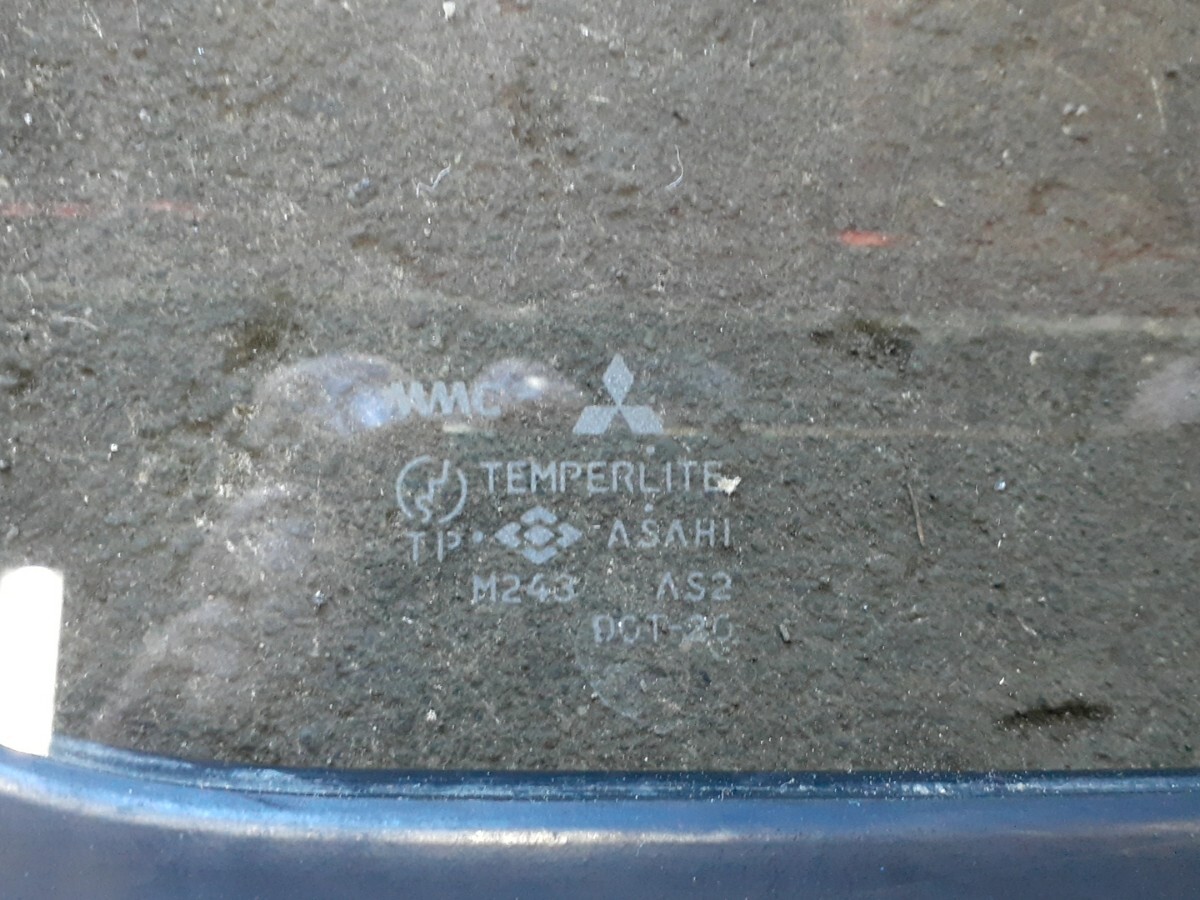 MMC
TEMPERLITE
TP ASAHI
M243 AS2
DOT-20